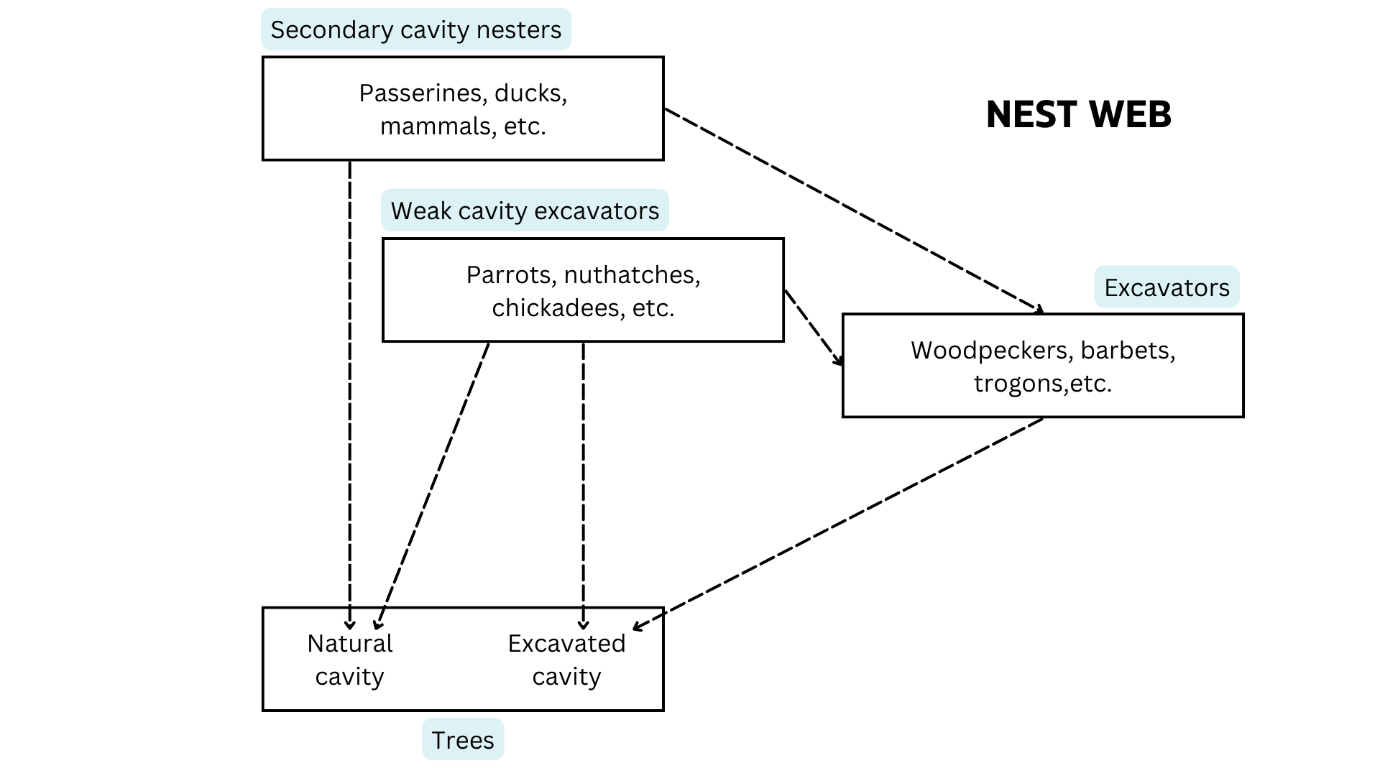 Secondary cavity nesters
Passerines, ducks,
mammals, etc.
NEST WEB
Weak cavity excavators
Parrots, nuthatches,
chickadees, etc.
Excavators
Woodpeckers, barbets,
trogons,etc.
Natural
cavity
Excavated
cavity
Trees